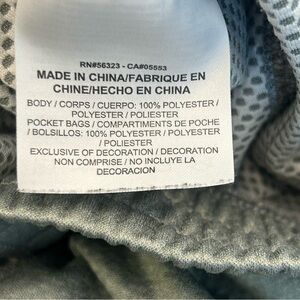 RN#56323 - CA#05553
MADE IN CHINA/FABRIQUE EN
CHINE/HECHO EN CHINA
BODY / CORPS / CUERPO: 100% POLYESTER /
POLYESTER / POLIESTER
POCKET BAGS / COMPARTIMENTS DE POCHE
/ BOLSILLOS: 100% POLYESTER / POLYESTER
/ POLIESTER
EXCLUSIVE OF DECORATION / DECORATION
NON COMPRISE / NO INCLUYE LA
DECORACION